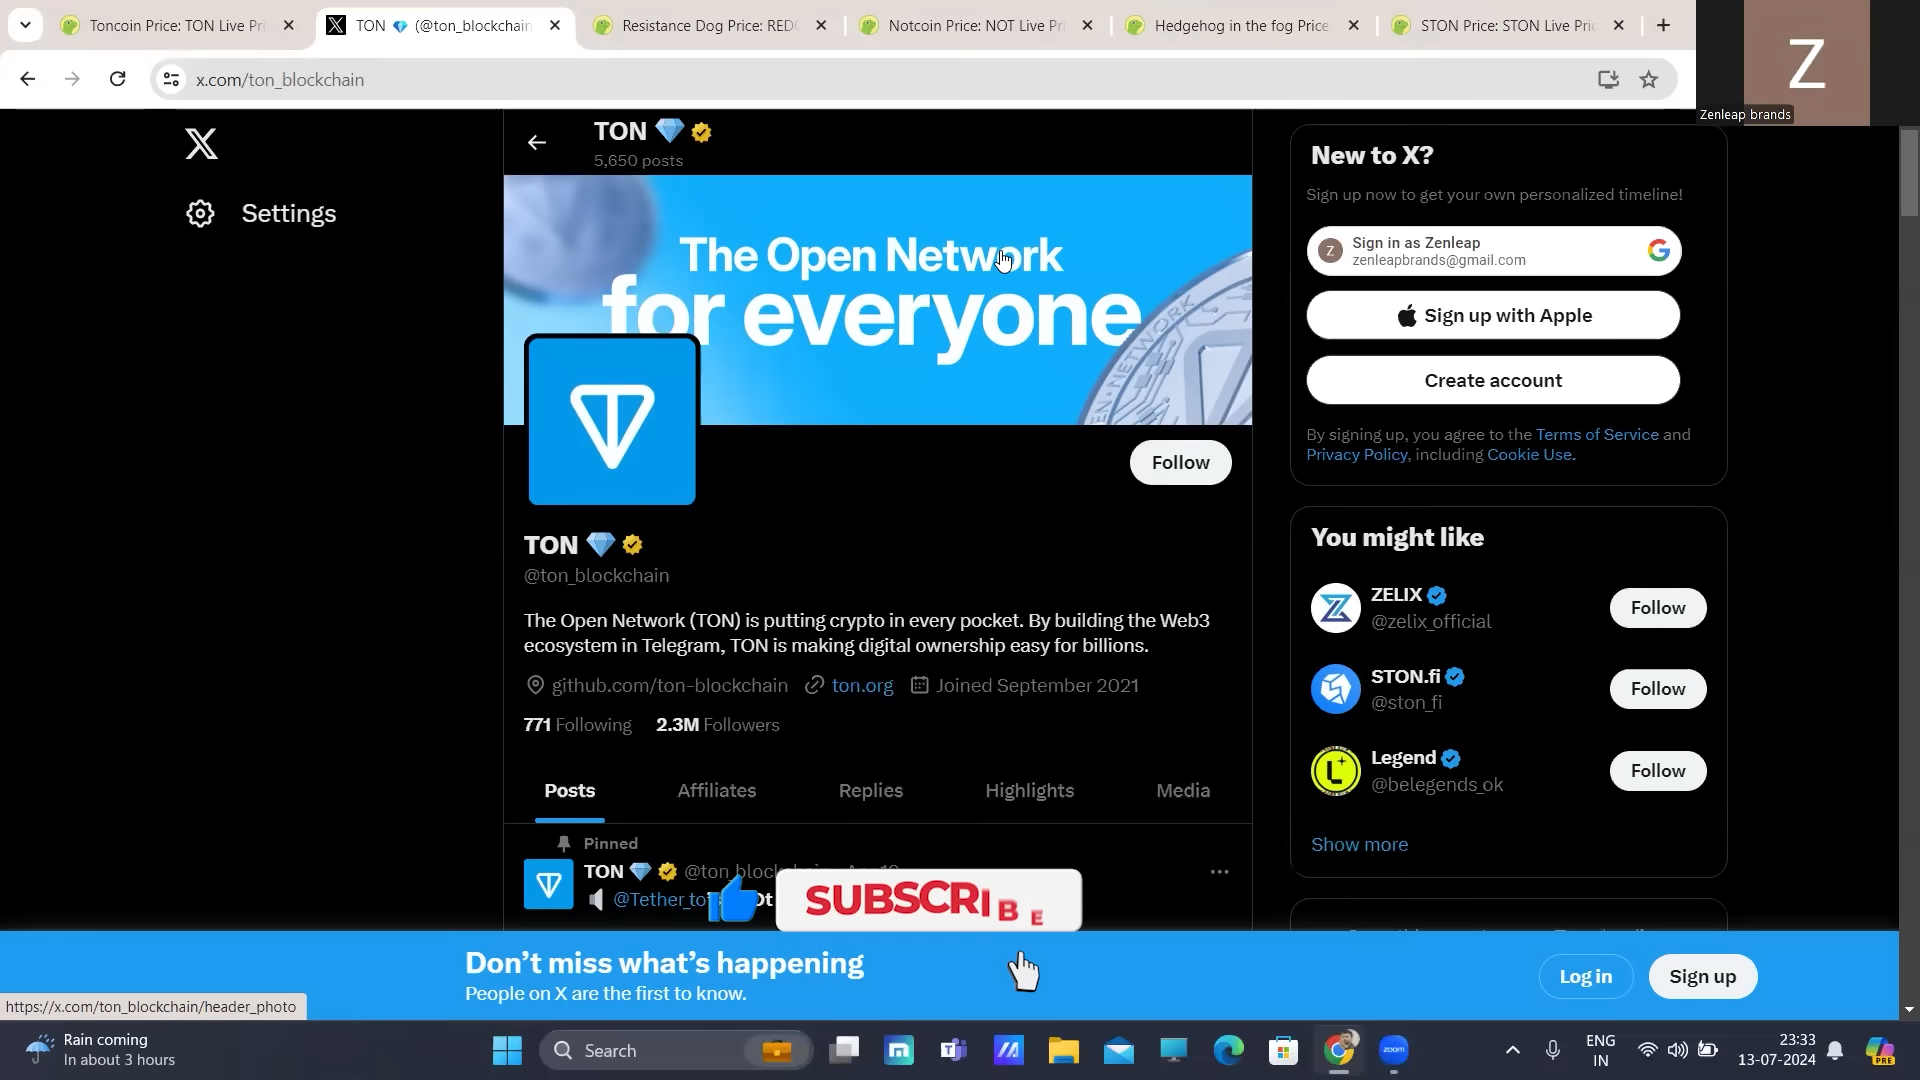 Toncoin Price: TON Live Pri
TON 💎 (@ton_blockchain
Resistance Dog Price: REDO
Notcoin Price: NOT Live Pri
Hedgehog in the fog Price
STON Price: STON Live Pric
x.com/ton_blockchain
Z
Zenleap brands
Settings
TON 💎
5,650 posts
The Open Network
for everyone
Follow
TON 💎
@ton_blockchain
The Open Network (TON) is putting crypto in every pocket. By building the Web3
ecosystem in Telegram, TON is making digital ownership easy for billions.
github.com/ton-blockchain ton.org Joined September 2021
771 Following 2.3M Followers
Posts Affiliates Replies Highlights Media
Pinned
TON 💎 @ton_block
@Tether_to
SUBSCRIBE
New to X?
Sign up now to get your own personalized timeline!
Z
Sign in as Zenleap
zenleapbrands@gmail.com
Sign up with Apple
Create account
By signing up, you agree to the Terms of Service and
Privacy Policy, including Cookie Use.
You might like
ZELIX
@zelix_official
Follow
STON.fi
@ston_fi
Follow
Legend
@belegends_ok
Follow
Show more
Don’t miss what’s happening
People on X are the first to know.
Log in
Sign up
https://x.com/ton_blockchain/header_photo
Rain coming
In about 3 hours
Search
zoom
ENG
IN
23:33
13-07-2024
PRE